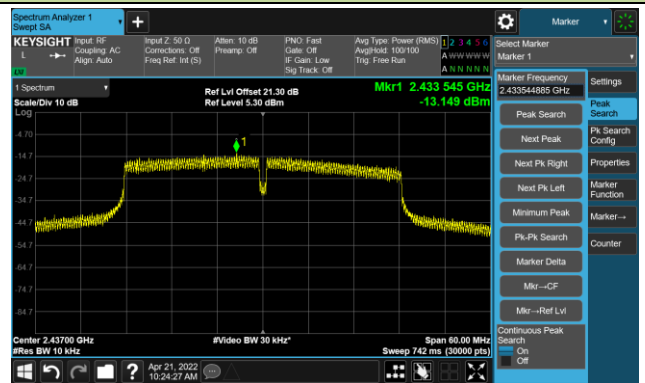 Spectrum Analyzer 1
Swept SA
+
Marker
KEYSIGHT
L
Input: RF
Coupling: AC
Align: Auto
Input Z: 50 Ω
Corrections: Off
Freq Ref: Int (S)
Atten: 10 dB
Preamp: Off
PNO: Fast
Gate: Off
IF Gain: Low
Sig Track: Off
Avg Type: Power (RMS)
Avg|Hold: 100/100
Trig: Free Run
1 2 3 4 5 6
A W W W W W
A N N N N N
Select Marker
Marker 1
1 Spectrum
Scale/Div 10 dB
Log
Ref Lvl Offset 21.30 dB
Ref Level 5.30 dBm
Mkr1 2.433 545 GHz
-13.149 dBm
1
-4.70
-14.7
-24.7
-34.7
-44.7
-54.7
-64.7
-74.7
-84.7
Center 2.43700 GHz
#Res BW 10 kHz
#Video BW 30 kHz*
Span 60.00 MHz
Sweep 742 ms (30000 pts)
Marker Frequency
2.433544885 GHz
Peak Search
Next Peak
Next Pk Right
Next Pk Left
Minimum Peak
Pk-Pk Search
Marker Delta
Mkr→CF
Mkr→Ref Lvl
Continuous Peak
Search
On
Off
Settings
Peak
Search
Pk Search
Config
Properties
Marker
Function
Marker→
Counter
?
Apr 21, 2022
10:24:27 AM